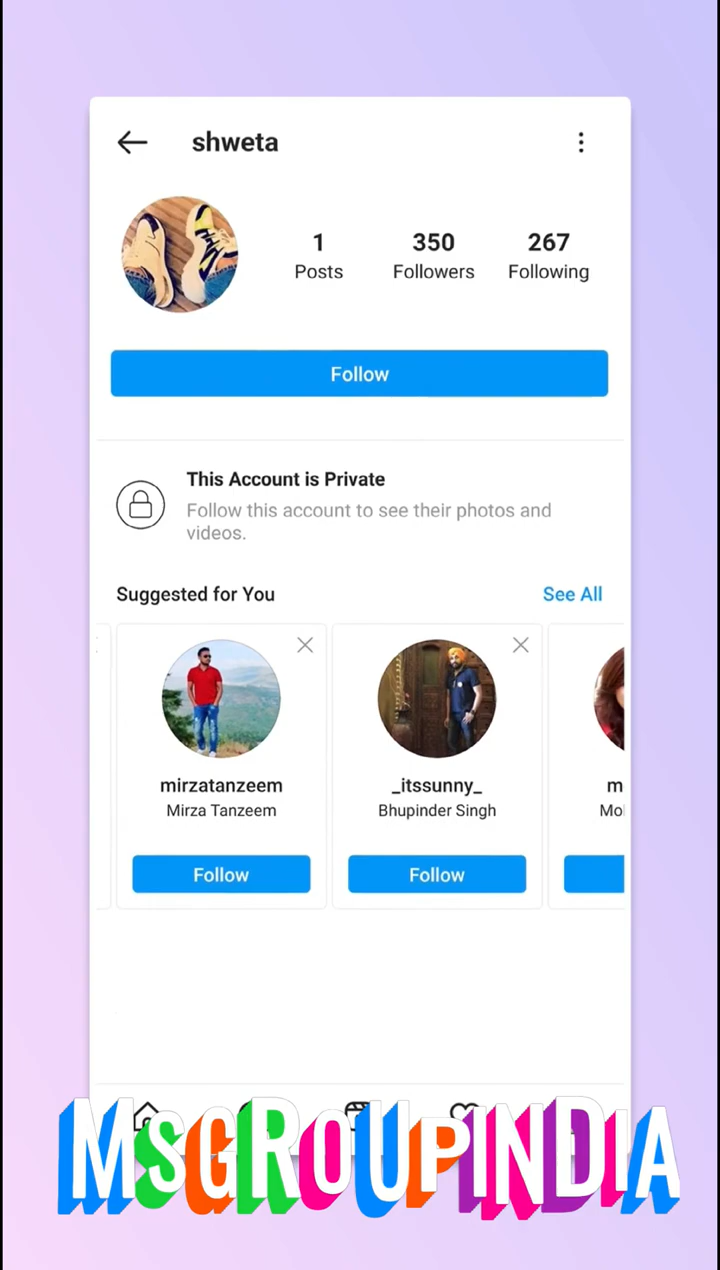 shweta
1 350 267
Posts Followers Following
Follow
This Account is Private
Follow this account to see their photos and
videos.
Suggested for You See All
mirzatanzeem _itssunny_ m
Mirza Tanzeem Bhupinder Singh Mo
Follow Follow
MSGROUPINDIA